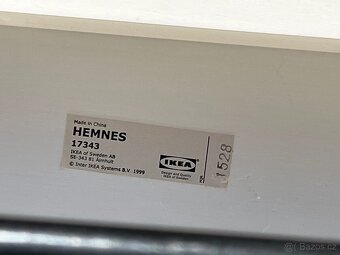 Made in China
HEMNES
17343
IKEA of Sweden AB
SE-343 81 Älmhult
© Inter IKEA Systems B.V. 1999
IKEA
Design and Quality
IKEA of Sweden
1528
Bazos.cz